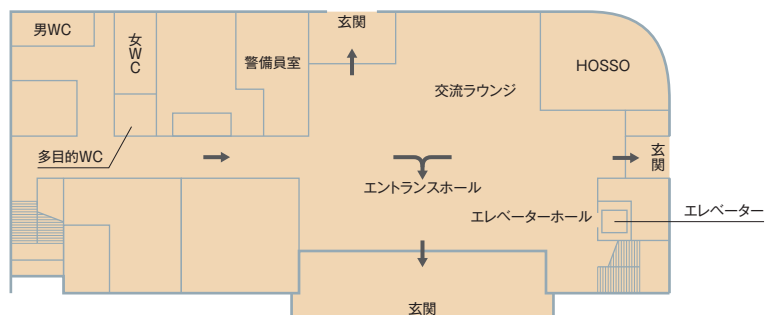 男WC
女WC
警備員室
玄関
交流ラウンジ
HOSSO
多目的WC
玄関
エントランスホール
エレベーターホール
エレベーター
玄関